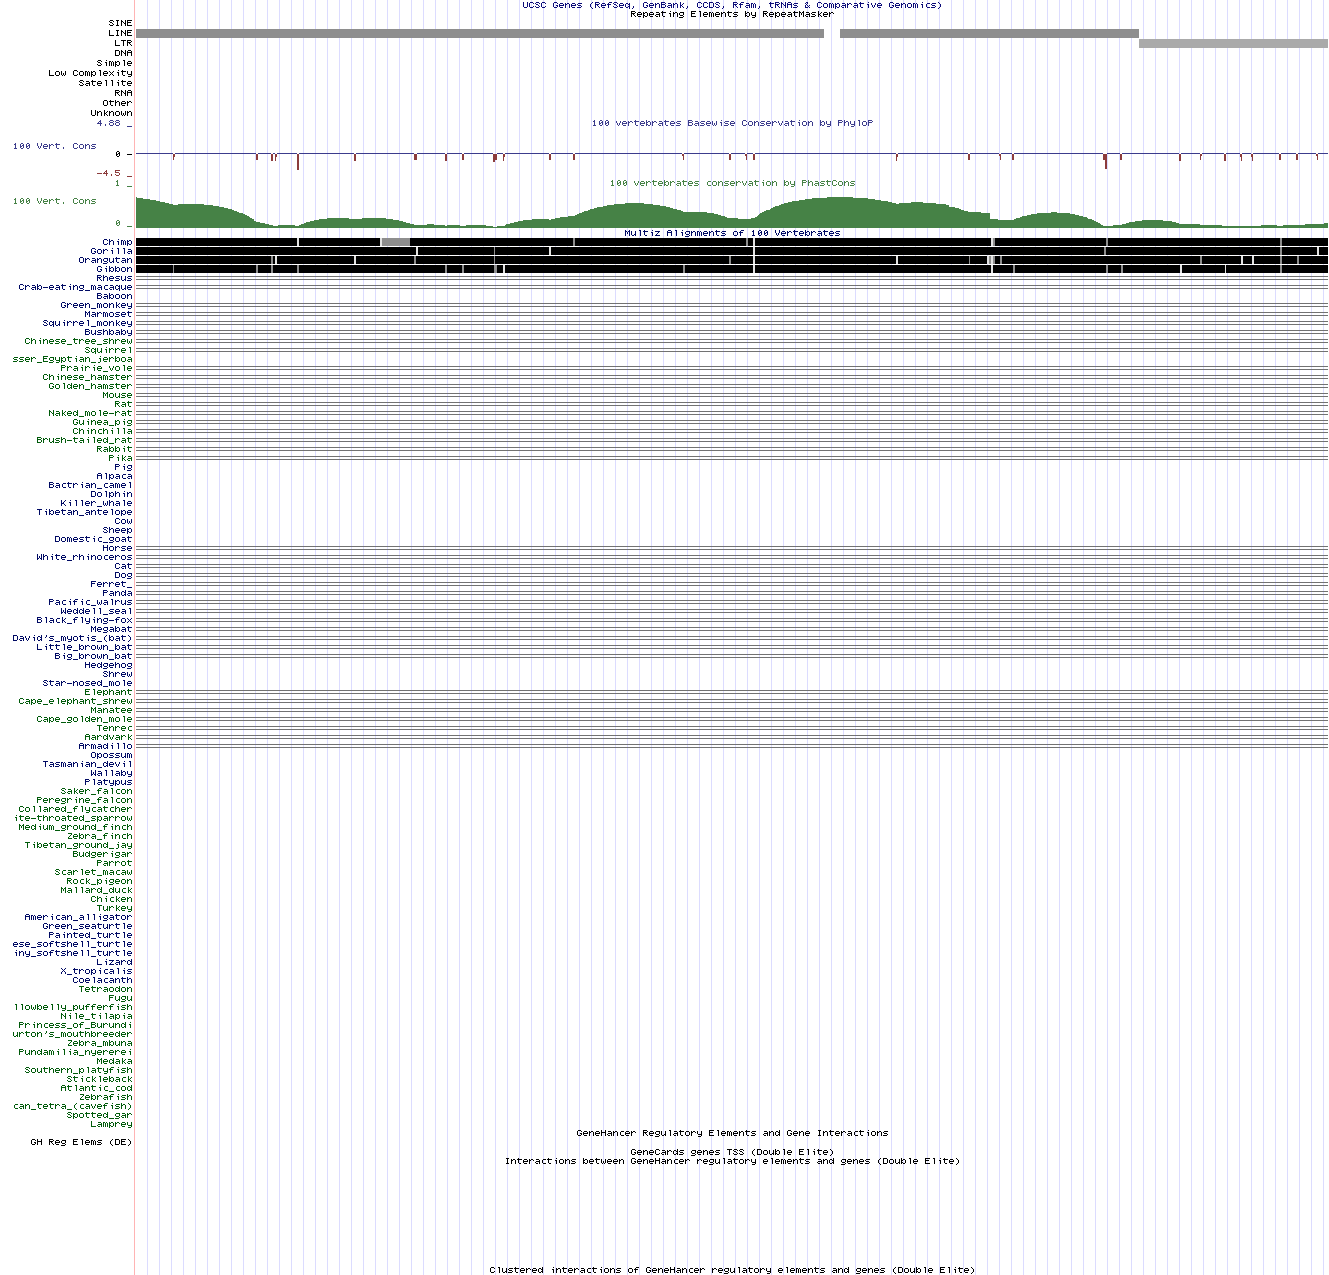 UCSC Genes (RefSeq, GenBank, CCDS, Rfam, tRNAs & Comparative Genomics)
Repeating Elements by RepeatMasker
SINE
LINE
LTR
DNA
Simple
Low Complexity
Satellite
RNA
Other
Unknown
4.88 _
100 vertebrates Basewise Conservation by PhyloP
100 Vert. Cons
0 _
-4.5 _
1 _
100 vertebrates conservation by PhastCons
100 Vert. Cons
0 _
Multiz Alignments of 100 Vertebrates
Chimp
Gorilla
Orangutan
Gibbon
Rhesus
Crab-eating_macaque
Baboon
Green_monkey
Marmoset
Squirrel_monkey
Bushbaby
Chinese_tree_shrew
Squirrel
sser_Egyptian_jerboa
Prairie_vole
Chinese_hamster
Golden_hamster
Mouse
Rat
Naked_mole-rat
Guinea_pig
Chinchilla
Brush-tailed_rat
Rabbit
Pika
Pig
Alpaca
Bactrian_camel
Dolphin
Killer_whale
Tibetan_antelope
Cow
Sheep
Domestic_goat
Horse
White_rhinoceros
Cat
Dog
Ferret_
Panda
Pacific_walrus
Weddell_seal
Black_flying-fox
Megabat
David's_myotis_(bat)
Little_brown_bat
Big_brown_bat
Hedgehog
Shrew
Star-nosed_mole
Elephant
Cape_elephant_shrew
Manatee
Cape_golden_mole
Tenrec
Aardvark
Armadillo
Opossum
Tasmanian_devil
Wallaby
Platypus
Saker_falcon
Peregrine_falcon
Collared_flycatcher
ite-throated_sparrow
Medium_ground_finch
Zebra_finch
Tibetan_ground_jay
Budgerigar
Parrot
Scarlet_macaw
Rock_pigeon
Mallard_duck
Chicken
Turkey
American_alligator
Green_seaturtle
Painted_turtle
ese_softshell_turtle
iny_softshell_turtle
Lizard
X_tropicalis
Coelacanth
Tetraodon
Fugu
llowbelly_pufferfish
Nile_tilapia
Princess_of_Burundi
urton's_mouthbreeder
Zebra_mbuna
Pundamilia_nyererei
Medaka
Southern_platyfish
Stickleback
Atlantic_cod
Zebrafish
can_tetra_(cavefish)
Spotted_gar
Lamprey
GeneHancer Regulatory Elements and Gene Interactions
GH Reg Elems (DE)
GeneCards genes TSS (Double Elite)
Interactions between GeneHancer regulatory elements and genes (Double Elite)
Clustered interactions of GeneHancer regulatory elements and genes (Double Elite)